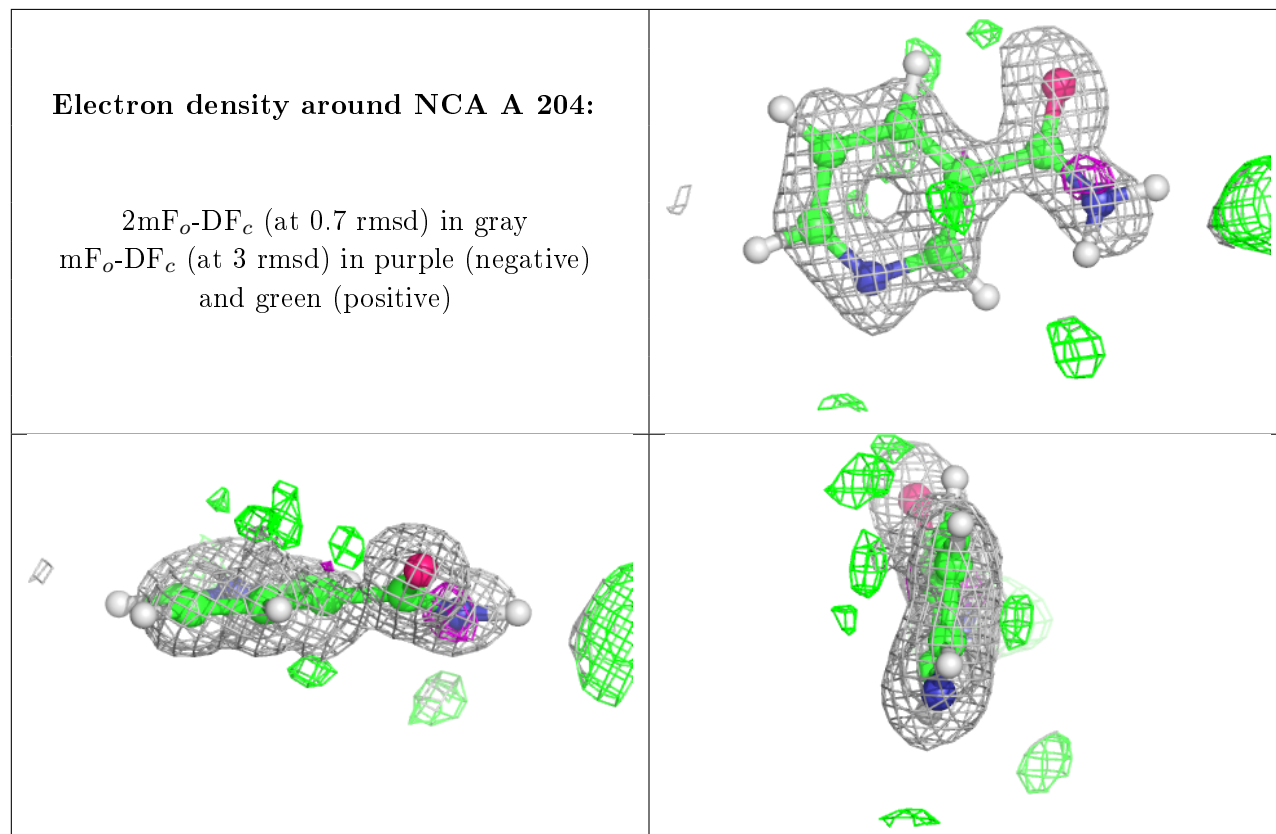 Electron density around NCA A 204:
2mFo-DFc (at 0.7 rmsd) in gray
mFo-DFc (at 3 rmsd) in purple (negative)
and green (positive)